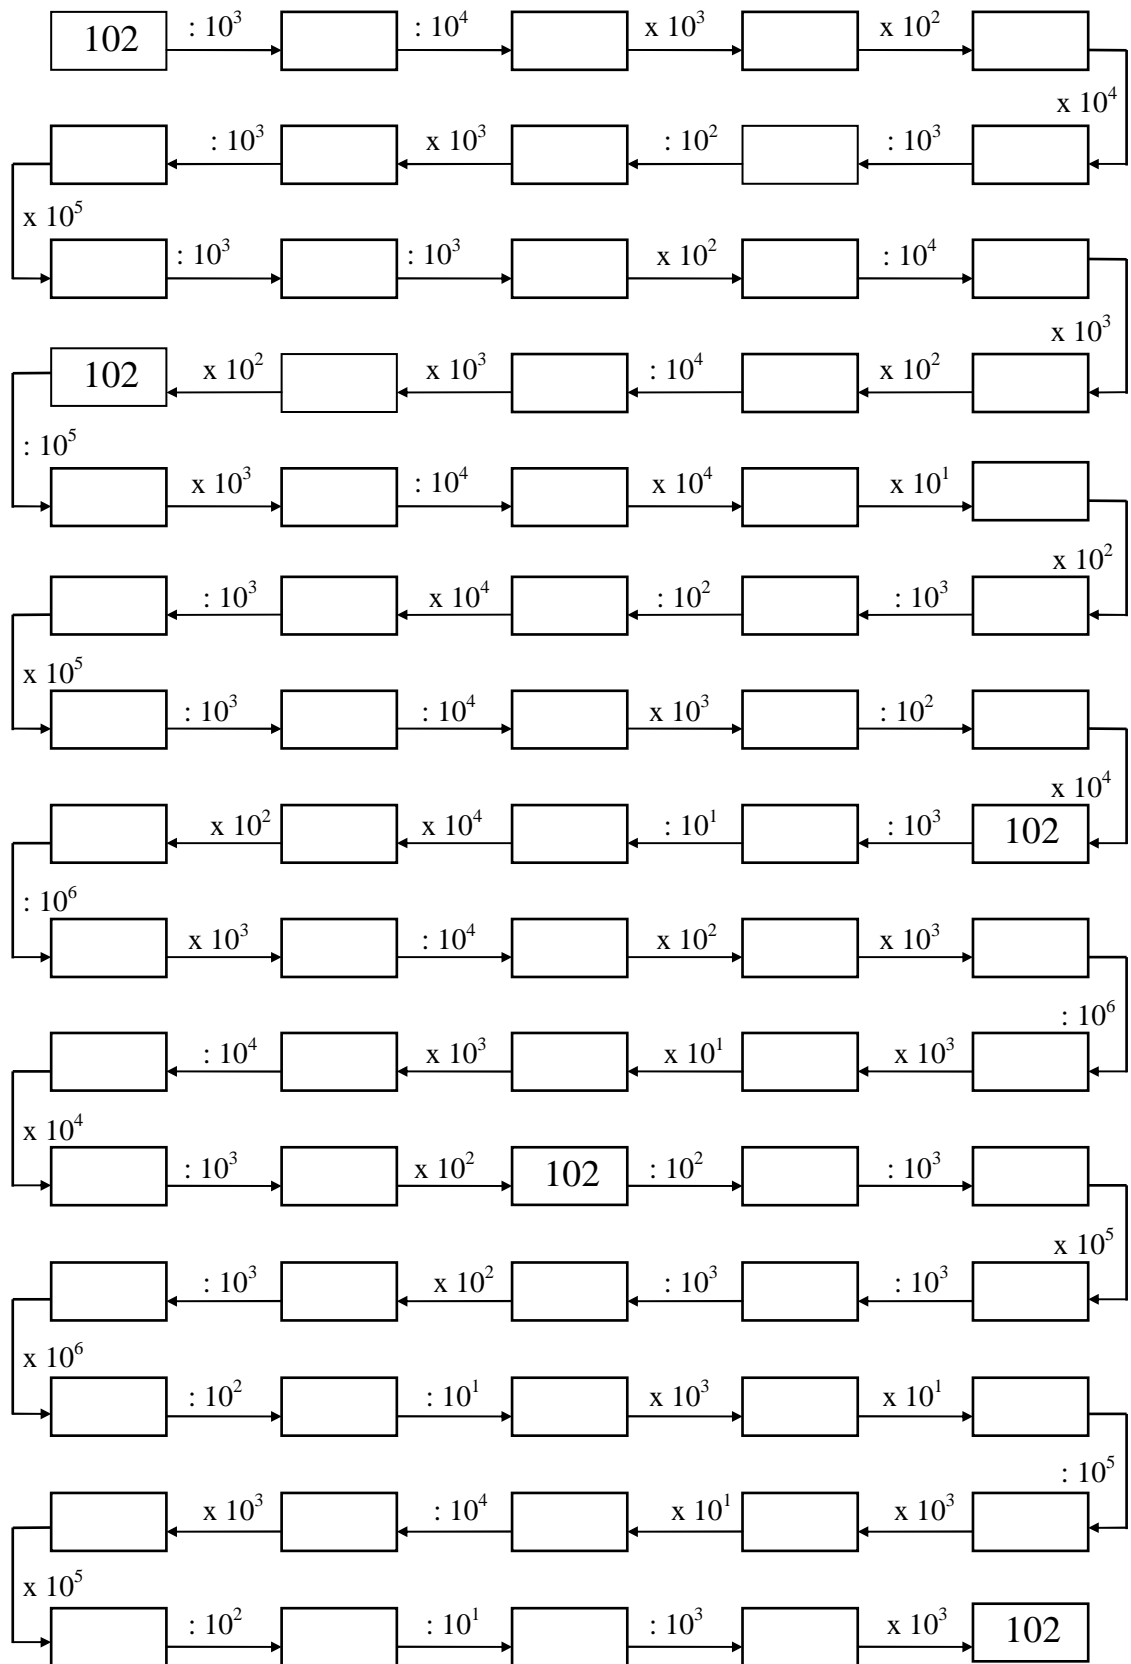 102 : 10³ : 10⁴ x 10³ x 10²
x 10⁴
: 10³ x 10³ : 10² : 10³
x 10⁵
: 10³ : 10³ x 10² : 10⁴
x 10³
102 x 10² x 10³ : 10⁴ x 10²
: 10⁵
x 10³ : 10⁴ x 10⁴ x 10¹
x 10²
: 10³ x 10⁴ : 10² : 10³
x 10⁵
: 10³ : 10⁴ x 10³ : 10²
x 10⁴
x 10² x 10⁴ : 10¹ : 10³ 102
: 10⁶
x 10³ : 10⁴ x 10² x 10³
: 10⁶
: 10⁴ x 10³ x 10¹ x 10³
x 10⁴
: 10³ x 10² 102 : 10² : 10³
x 10⁵
: 10³ x 10² : 10³ : 10³
x 10⁶
: 10² : 10¹ x 10³ x 10¹
: 10⁵
x 10³ : 10⁴ x 10¹ x 10³
x 10⁵
: 10² : 10¹ : 10³ x 10³ 102